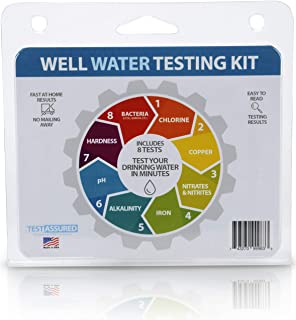 WELL WATER TESTING KIT
FAST AT-HOME
RESULTS
NO MAILING
AWAY
EASY TO
READ
TESTING
RESULTS
1
CHLORINE
2
COPPER
3
NITRATES
& NITRITES
4
IRON
5
ALKALINITY
6
pH
7
HARDNESS
8
BACTERIA
INCLUDES
8 TESTS
TEST YOUR
DRINKING WATER
IN MINUTES
TESTASSURED